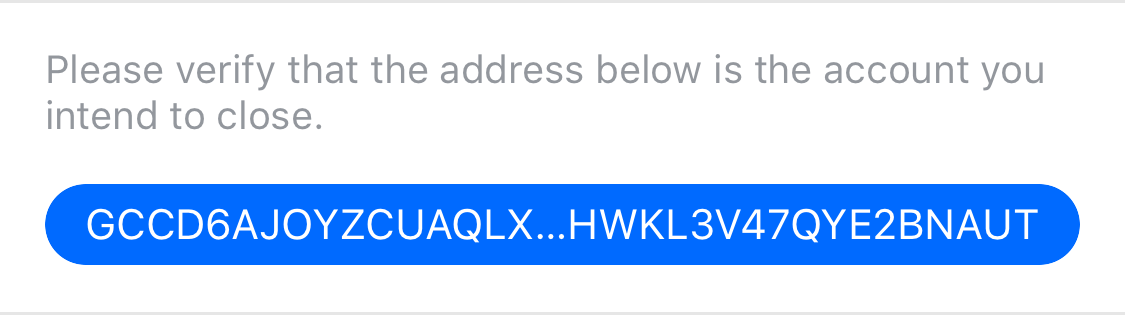 Please verify that the address below is the account you
intend to close.
GCCD6AJOYZCUAQLX...HWKL3V47QYE2BNAUT